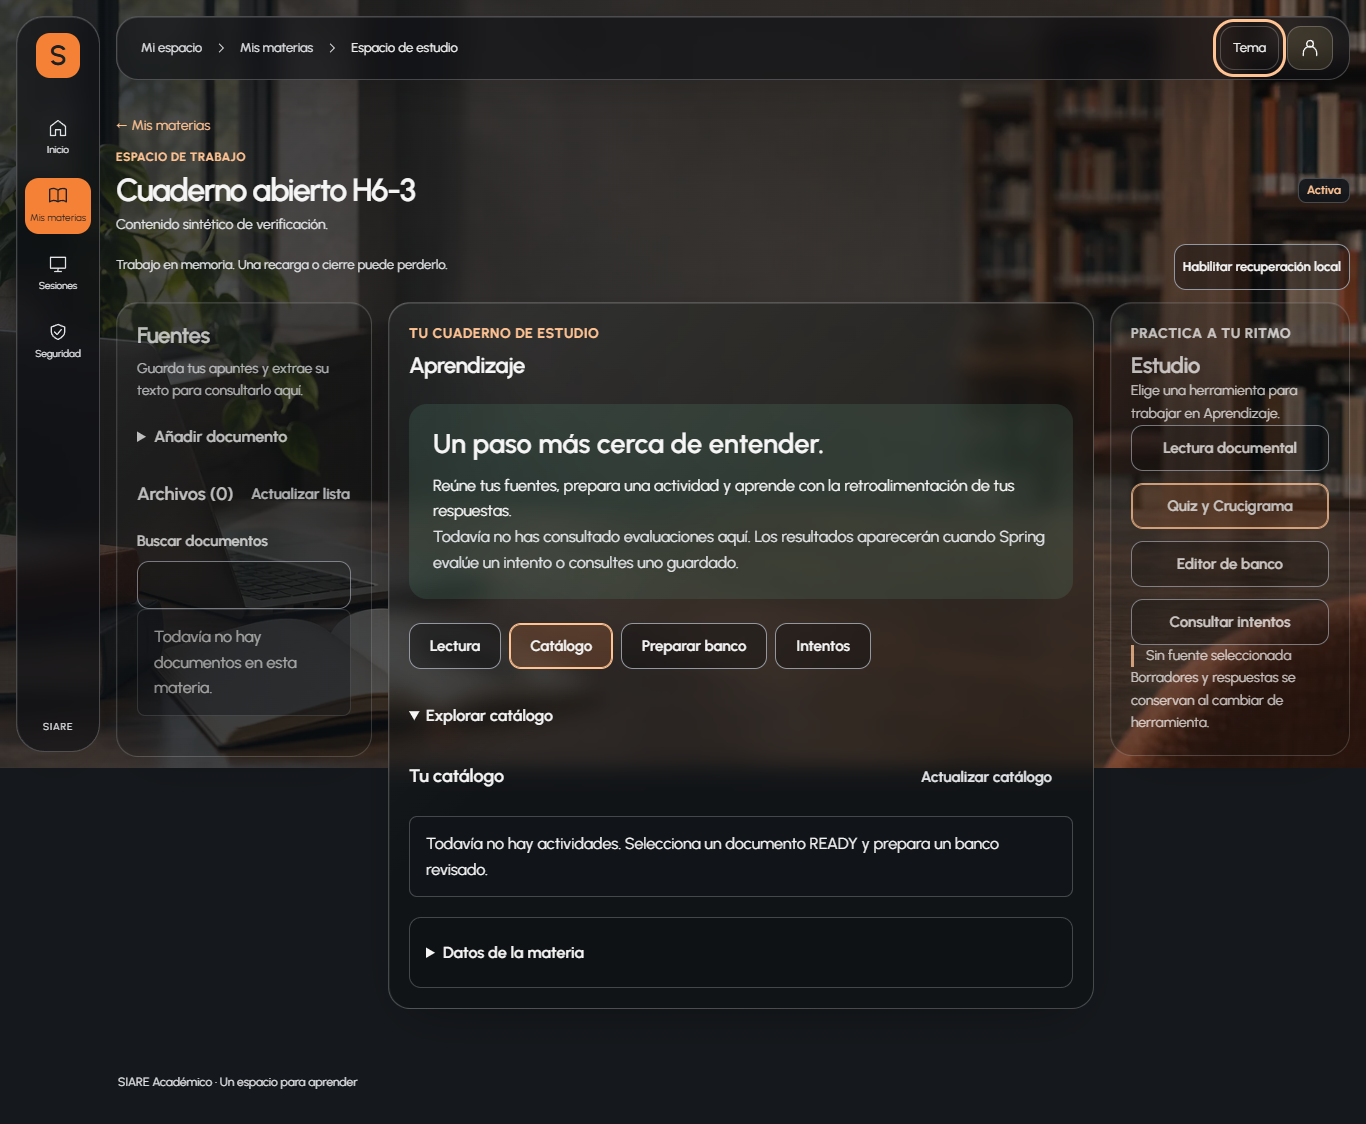 S
Inicio
Mis materias
Sesiones
Seguridad
SIARE
Mi espacio > Mis materias > Espacio de estudio
Tema
← Mis materias
ESPACIO DE TRABAJO
Cuaderno abierto H6-3
Activa
Contenido sintético de verificación.
Trabajo en memoria. Una recarga o cierre puede perderlo.
Habilitar recuperación local
Fuentes
Guarda tus apuntes y extrae su
texto para consultarlo aquí.
Añadir documento
Archivos (0) Actualizar lista
Buscar documentos
Todavía no hay
documentos en esta
materia.
TU CUADERNO DE ESTUDIO
Aprendizaje
Un paso más cerca de entender.
Reúne tus fuentes, prepara una actividad y aprende con la retroalimentación de tus
respuestas.
Todavía no has consultado evaluaciones aquí. Los resultados aparecerán cuando Spring
evalúe un intento o consultes uno guardado.
Lectura Catálogo Preparar banco Intentos
Explorar catálogo
Tu catálogo Actualizar catálogo
Todavía no hay actividades. Selecciona un documento READY y prepara un banco
revisado.
Datos de la materia
PRACTICA A TU RITMO
Estudio
Elige una herramienta para
trabajar en Aprendizaje.
Lectura documental
Quiz y Crucigrama
Editor de banco
Consultar intentos
Sin fuente seleccionada
Borradores y respuestas se
conservan al cambiar de
herramienta.
SIARE Académico · Un espacio para aprender